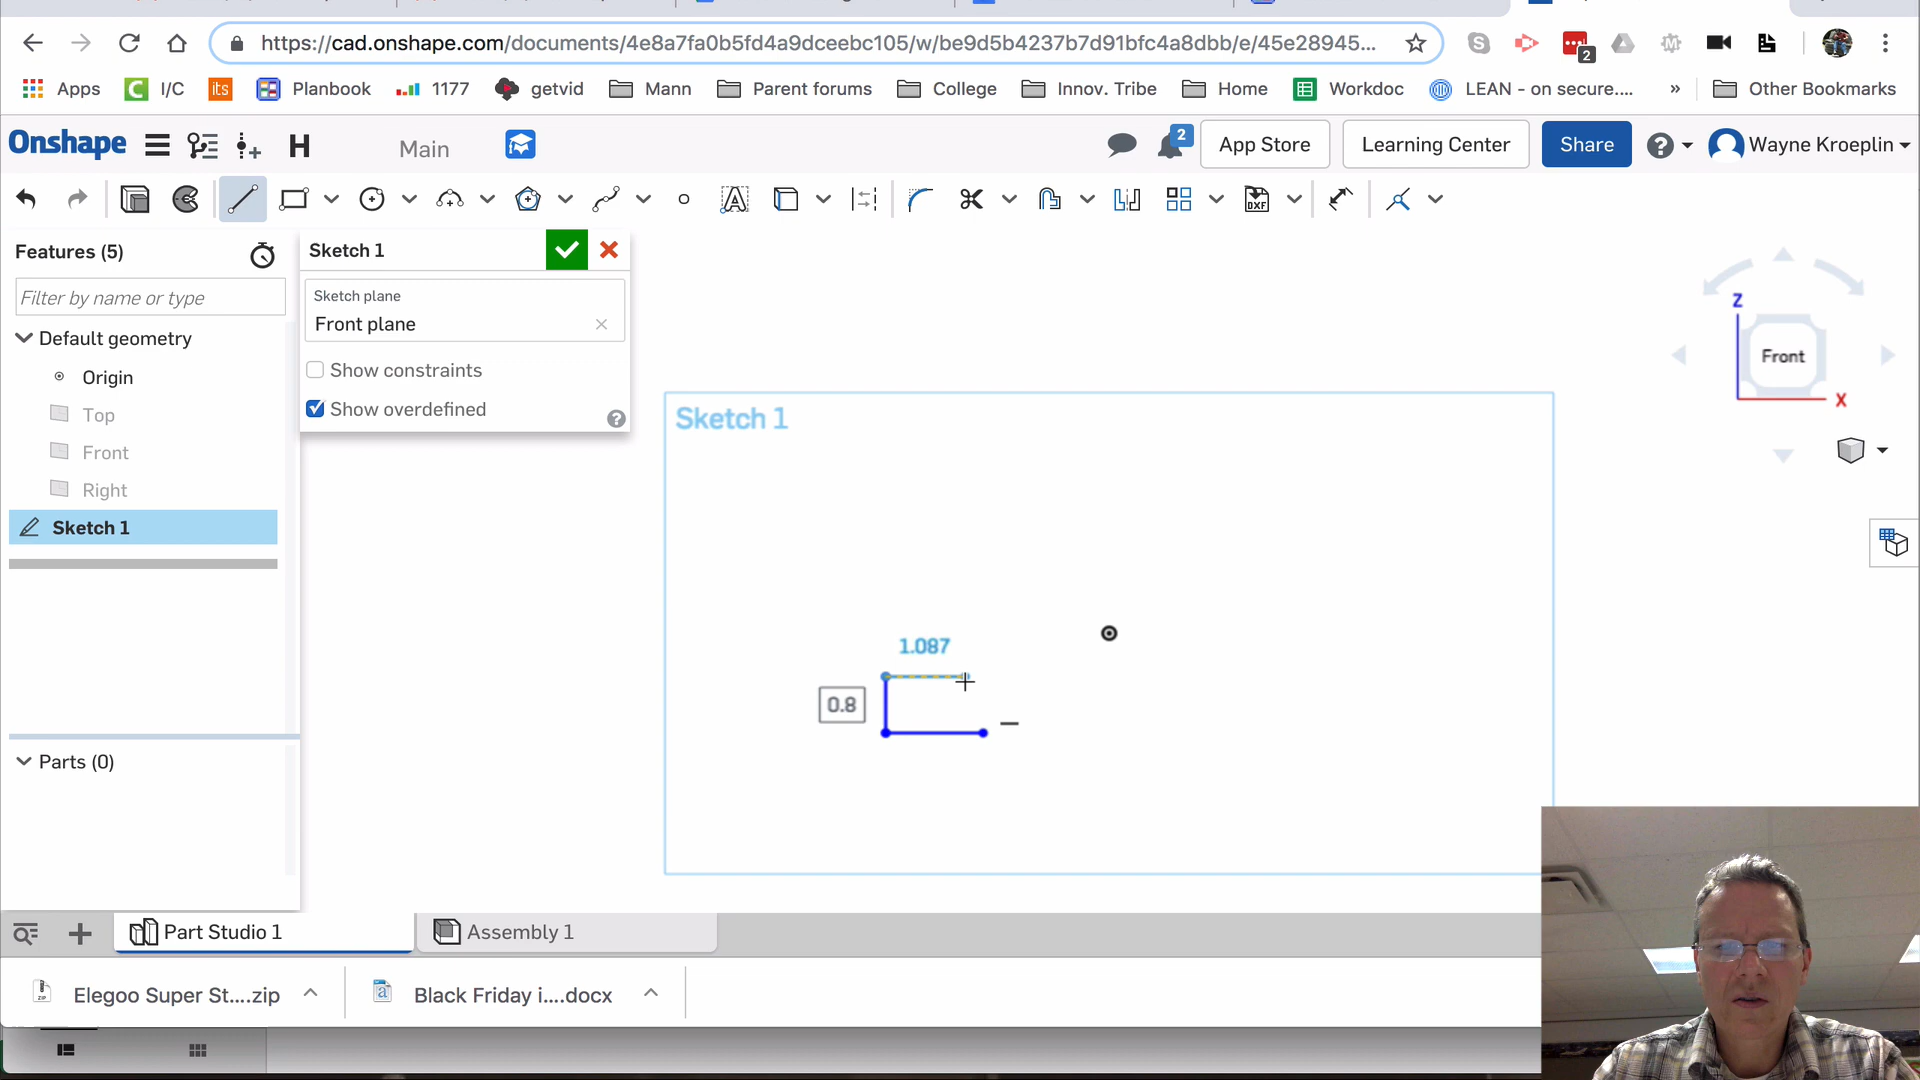 https://cad.onshape.com/documents/4e8a7fa0b5fd4a9dceebc105/w/be9d5b4237b7d91bfc4a8dbb/e/45e28945...
2
Apps
I/C
its
Planbook
1177
getvid
Mann
Parent forums
College
Innov. Tribe
Home
Workdoc
LEAN - on secure....
»
Other Bookmarks
Onshape
Main
2
App Store
Learning Center
Share
Wayne Kroeplin
DXF
Features (5)
Filter by name or type
Default geometry
Origin
Top
Front
Right
Sketch 1
Parts (0)
Sketch 1
Sketch plane
Front plane
Show constraints
Show overdefined
Sketch 1
1.087
0.8
Z
Front
X
Part Studio 1
Assembly 1
Elegoo Super St....zip
Black Friday i....docx